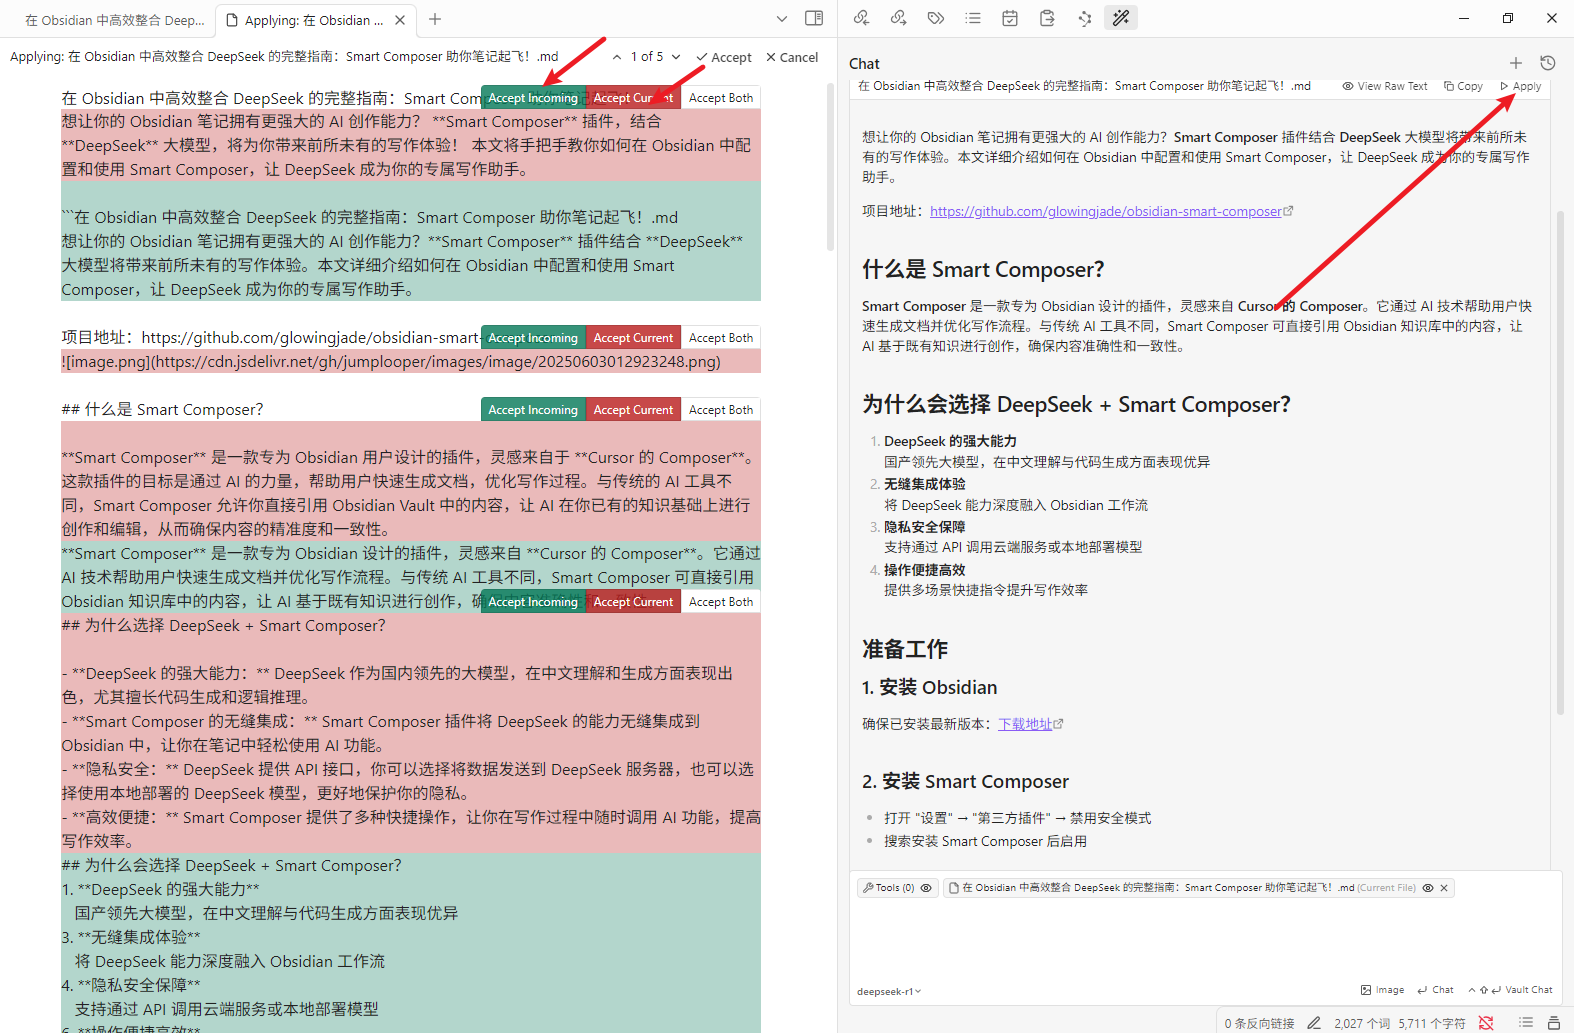 在 Obsidian 中高效整合 Deep...
Applying: 在 Obsidian ...
Applying: 在 Obsidian 中高效整合 DeepSeek 的完整指南：Smart Composer 助你笔记起飞！.md
1 of 5
Accept
Cancel
在 Obsidian 中高效整合 DeepSeek 的完整指南：Smart Com
Accept Incoming
Accept Current
Accept Both
想让你的 Obsidian 笔记拥有更强大的 AI 创作能力？ **Smart Composer** 插件，结合
**DeepSeek** 大模型，将为你带来前所未有的写作体验！ 本文将手把手教你如何在 Obsidian 中配
置和使用 Smart Composer，让 DeepSeek 成为你的专属写作助手。
```在 Obsidian 中高效整合 DeepSeek 的完整指南：Smart Composer 助你笔记起飞！.md
想让你的 Obsidian 笔记拥有更强大的 AI 创作能力？**Smart Composer** 插件结合 **DeepSeek**
大模型将带来前所未有的写作体验。本文详细介绍如何在 Obsidian 中配置和使用 Smart
Composer，让 DeepSeek 成为你的专属写作助手。
项目地址：https://github.com/glowingjade/obsidian-smart-
Accept Incoming
Accept Current
Accept Both
![image.png](https://cdn.jsdelivr.net/gh/jumplooper/images/image/20250603012923248.png)
## 什么是 Smart Composer？
Accept Incoming
Accept Current
Accept Both
**Smart Composer** 是一款专为 Obsidian 用户设计的插件，灵感来自于 **Cursor 的 Composer**。
这款插件的目标是通过 AI 的力量，帮助用户快速生成文档，优化写作过程。与传统的 AI 工具不
同，Smart Composer 允许你直接引用 Obsidian Vault 中的内容，让 AI 在你已有的知识基础上进行
创作和编辑，从而确保内容的精准度和一致性。
**Smart Composer** 是一款专为 Obsidian 设计的插件，灵感来自 **Cursor 的 Composer**。它通过
AI 技术帮助用户快速生成文档并优化写作流程。与传统 AI 工具不同，Smart Composer 可直接引用
Obsidian 知识库中的内容，让 AI 基于既有知识进行创作，
Accept Incoming
Accept Current
Accept Both
## 为什么选择 DeepSeek + Smart Composer？
- **DeepSeek 的强大能力：** DeepSeek 作为国内领先的大模型，在中文理解和生成方面表现出
色，尤其擅长代码生成和逻辑推理。
- **Smart Composer 的无缝集成：** Smart Composer 插件将 DeepSeek 的能力无缝集成到
Obsidian 中，让你在笔记中轻松使用 AI 功能。
- **隐私安全：** DeepSeek 提供 API 接口，你可以选择将数据发送到 DeepSeek 服务器，也可以选
择使用本地部署的 DeepSeek 模型，更好地保护你的隐私。
- **高效便捷：** Smart Composer 提供了多种快捷操作，让你在写作过程中随时调用 AI 功能，提高
写作效率。
## 为什么会选择 DeepSeek + Smart Composer？
1. **DeepSeek 的强大能力**
国产领先大模型，在中文理解与代码生成方面表现优异
3. **无缝集成体验**
将 DeepSeek 能力深度融入 Obsidian 工作流
4. **隐私安全保障**
支持通过 API 调用云端服务或本地部署模型
6. **操作便捷高效**
Chat
在 Obsidian 中高效整合 DeepSeek 的完整指南：Smart Composer 助你笔记起飞！.md
View Raw Text
Copy
Apply
想让你的 Obsidian 笔记拥有更强大的 AI 创作能力？Smart Composer 插件结合 DeepSeek 大模型将带来前所未
有的写作体验。本文详细介绍如何在 Obsidian 中配置和使用 Smart Composer，让 DeepSeek 成为你的专属写作
助手。
项目地址：https://github.com/glowingjade/obsidian-smart-composer
什么是 Smart Composer？
Smart Composer 是一款专为 Obsidian 设计的插件，灵感来自 Cursor 的 Composer。它通过 AI 技术帮助用户快
速生成文档并优化写作流程。与传统 AI 工具不同，Smart Composer 可直接引用 Obsidian 知识库中的内容，让
AI 基于既有知识进行创作，确保内容准确性和一致性。
为什么会选择 DeepSeek + Smart Composer？
1. DeepSeek 的强大能力
国产领先大模型，在中文理解与代码生成方面表现优异
2. 无缝集成体验
将 DeepSeek 能力深度融入 Obsidian 工作流
3. 隐私安全保障
支持通过 API 调用云端服务或本地部署模型
4. 操作便捷高效
提供多场景快捷指令提升写作效率
准备工作
1. 安装 Obsidian
确保已安装最新版本：下载地址
2. 安装 Smart Composer
打开 "设置" → "第三方插件" → 禁用安全模式
搜索安装 Smart Composer 后启用
Tools (0)
在 Obsidian 中高效整合 DeepSeek 的完整指南：Smart Composer 助你笔记起飞！.md (Current File)
deepseek-r1
Image
Chat
Vault Chat
0 条反向链接
2,027 个词
5,711 个字符